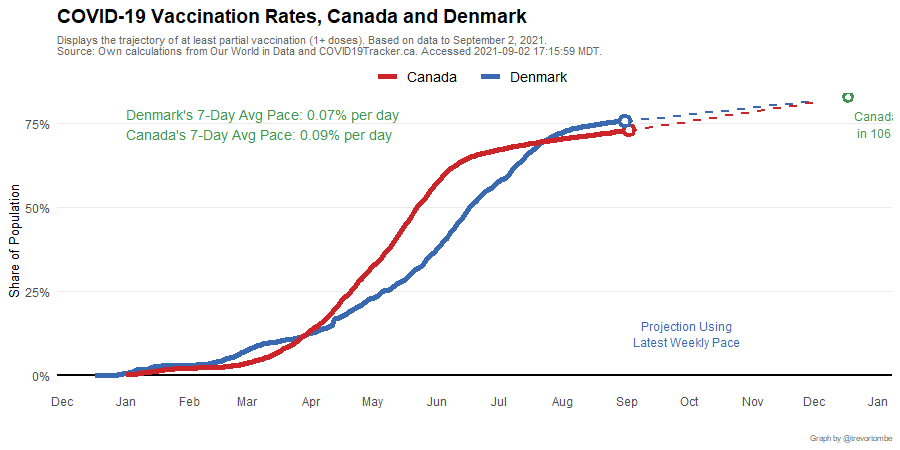 COVID-19 Vaccination Rates, Canada and Denmark
Displays the trajectory of at least partial vaccination (1+ doses). Based on data to September 2, 2021.
Source: Own calculations from Our World in Data and COVID19Tracker.ca. Accessed 2021-09-02 17:15:59 MDT.
Canada Denmark
Denmark's 7-Day Avg Pace: 0.07% per day
Canada's 7-Day Avg Pace: 0.09% per day
Canada
in 106
75%
50%
25%
0%
Share of Population
Projection Using
Latest Weekly Pace
Dec Jan Feb Mar Apr May Jun Jul Aug Sep Oct Nov Dec Jan
Graph by @trevortombe